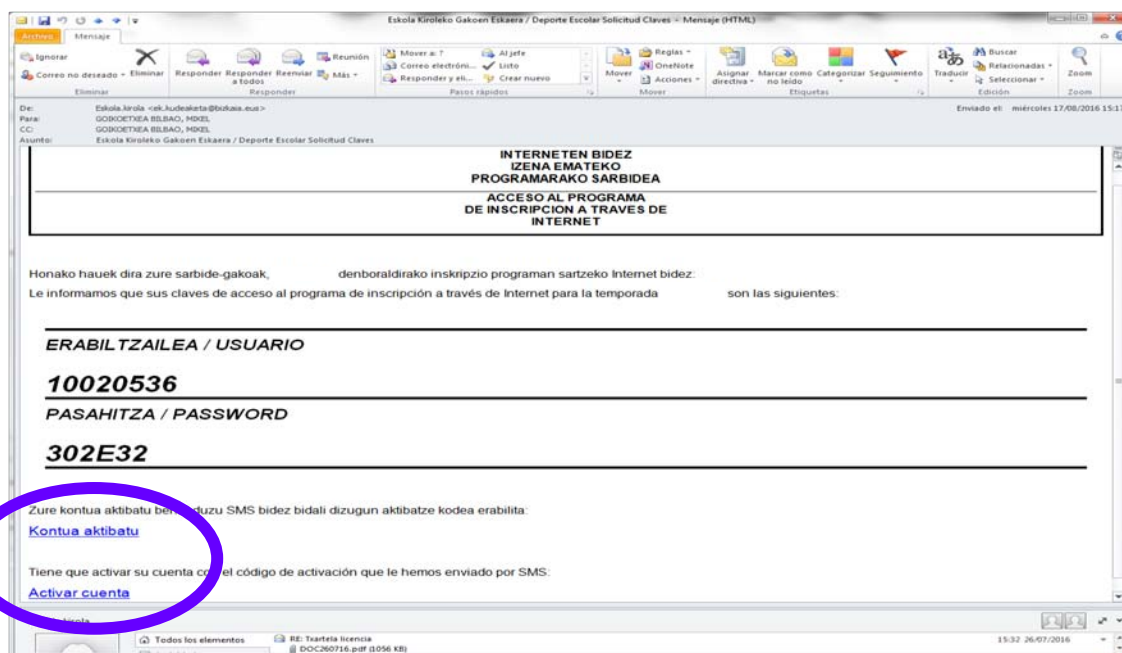 Eskola Kiroleko Gakoen Eskaera / Deporte Escolar Solicitud Claves - Mensaje (HTML)
Archivo Mensaje
Ignorar
Correo no deseado
Eliminar
Responder
Responder a todos
Reenviar
Reunión
Más
Mover a: ?
Correo electróni...
Responder y eli...
Al jefe
Listo
Crear nuevo
Mover
Reglas
OneNote
Acciones
Asignar directiva
Marcar como no leído
Categorizar
Seguimiento
Traducir
Buscar
Relacionadas
Seleccionar
Zoom
Eliminar Responder Pasos rápidos Mover Etiquetas Edición Zoom
De: Eskola.kirola <ek.kudeaketa@bizkaia.eus> Enviado el: miércoles 17/08/2016
Para: GOIKOETXEA BILBAO, MIKEL
CC: GOIKOETXEA BILBAO, MIKEL
Asunto: Eskola Kiroleko Gakoen Eskaera / Deporte Escolar Solicitud Claves
INTERNETEN BIDEZ
IZENA EMATEKO
PROGRAMARAKO SARBIDEA
ACCESO AL PROGRAMA
DE INSCRIPCION A TRAVES DE
INTERNET
Honako hauek dira zure sarbide-gakoak, denboraldirako inskripzio programan sartzeko Internet bidez:
Le informamos que sus claves de acceso al programa de inscripción a través de Internet para la temporada son las siguientes:
ERABILTZAILEA / USUARIO
10020536
PASAHITZA / PASSWORD
302E32
Zure kontua aktibatu duzu SMS bidez bidali dizugun aktibatze kodea erabilita:
Kontua aktibatu
Tiene que activar su cuenta el código de activación que le hemos enviado por SMS:
Activar cuenta
kirola
Todos los elementos
RE: Txartela licencia
DOC260716.pdf (1056 KB)
15:32 26/07/2016